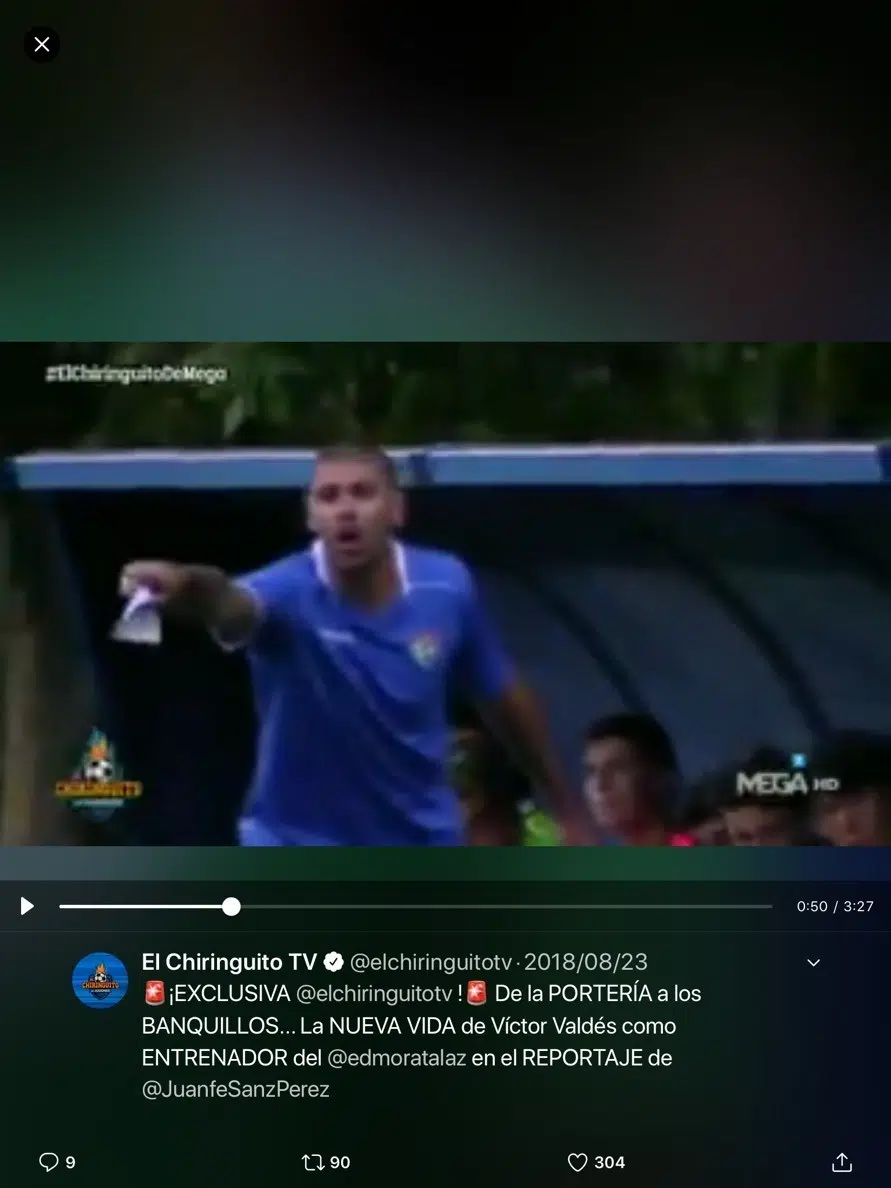 #ElChiringuitoDeMega
CHIRINGUITO
MEGA HD
0:50 / 3:27
El Chiringuito TV @elchiringuitotv · 2018/08/23
🚨¡EXCLUSIVA @elchiringuitotv !🚨 De la PORTERÍA a los
BANQUILLOS... La NUEVA VIDA de Víctor Valdés como
ENTRENADOR del @edmoratalaz en el REPORTAJE de
@JuanfeSanzPerez
9
90
304